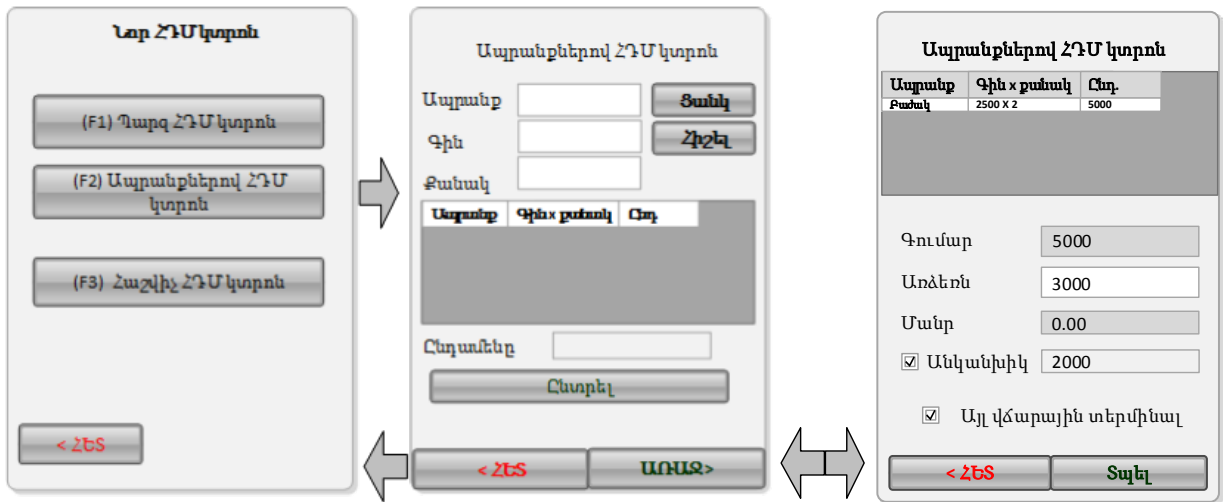 Նոր ՀԴՄ կտրոն
(F1) Պարզ ՀԴՄ կտրոն
(F2) Ապրանքներով ՀԴՄ
կտրոն
(F3) Հաշվիչ ՀԴՄ կտրոն
< ՀԵՏ
Ապրանքներով ՀԴՄ կտրոն
Ապրանք
Ցանկ
Գին
Հիշել
Քանակ
Ապրանք Գին x քանակ Ընդ.
Ընդամենը
Ընտրել
< ՀԵՏ ԱՌԱՋ>
Ապրանքներով ՀԴՄ կտրոն
Ապրանք Գին x քանակ Ընդ.
Բաժակ 2500 X 2 5000
Գումար 5000
Առձեռն 3000
Մանր 0.00
Անկանխիկ 2000
Այլ վճարային տերմինալ
< ՀԵՏ Տպել